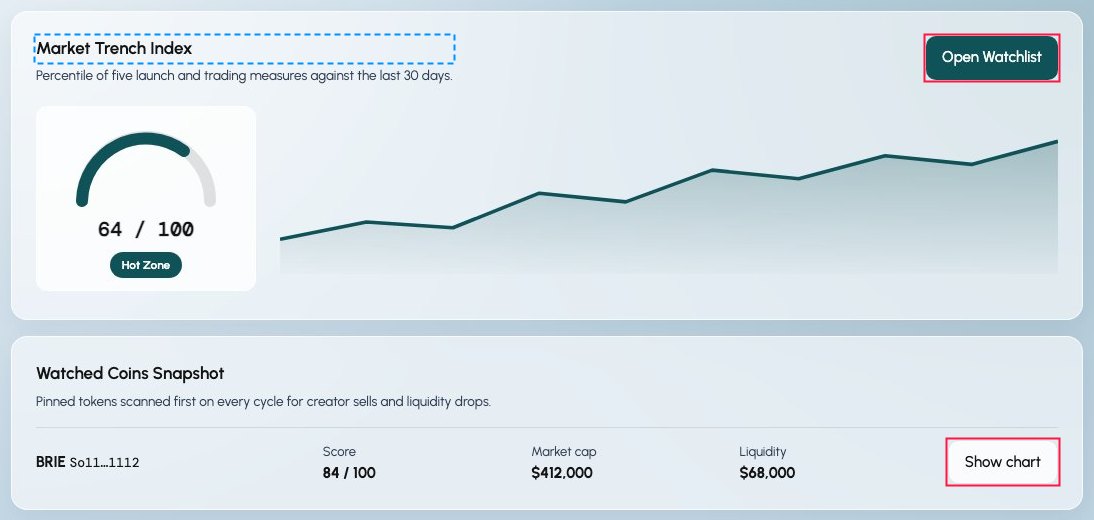 Market Trench Index
Percentile of five launch and trading measures against the last 30 days.
Open Watchlist
64 / 100
Hot Zone
Watched Coins Snapshot
Pinned tokens scanned first on every cycle for creator sells and liquidity drops.
BRIE So11…1112
Score
84 / 100
Market cap
$412,000
Liquidity
$68,000
Show chart